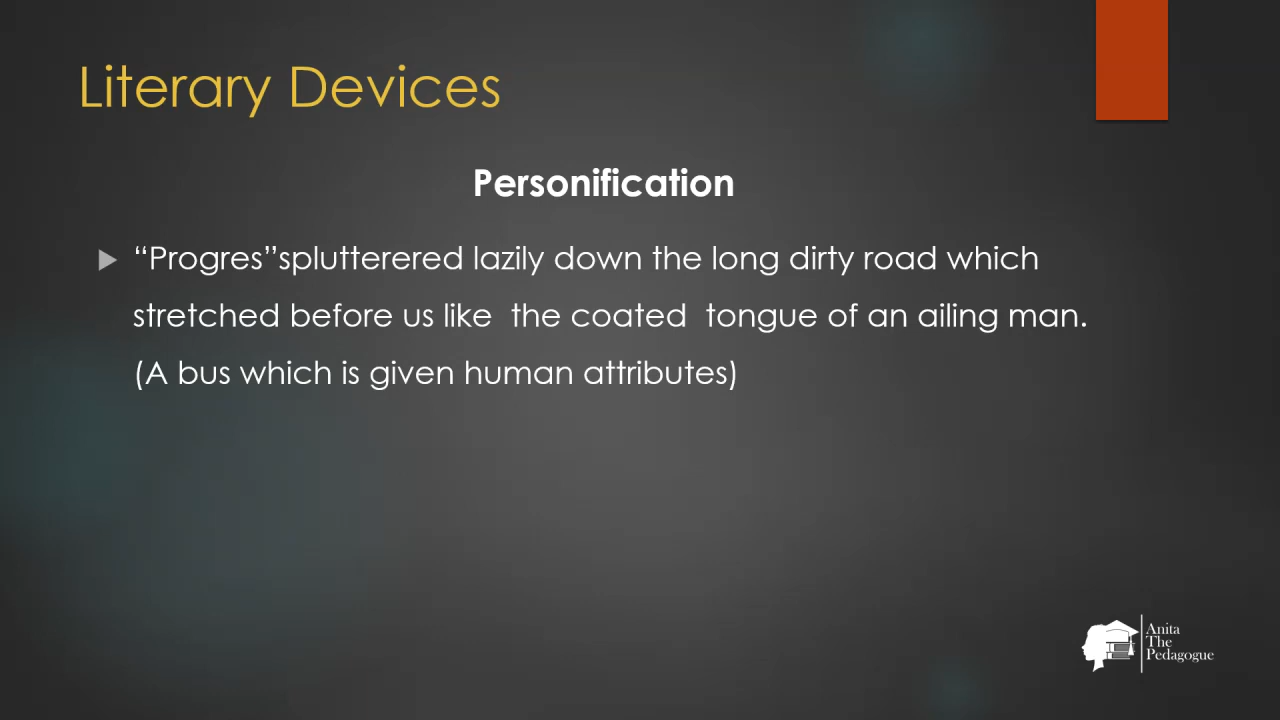 Literary Devices
Personification
“Progres”splutterered lazily down the long dirty road which
stretched before us like the coated tongue of an ailing man.
(A bus which is given human attributes)
Anita
The
Pedagogue